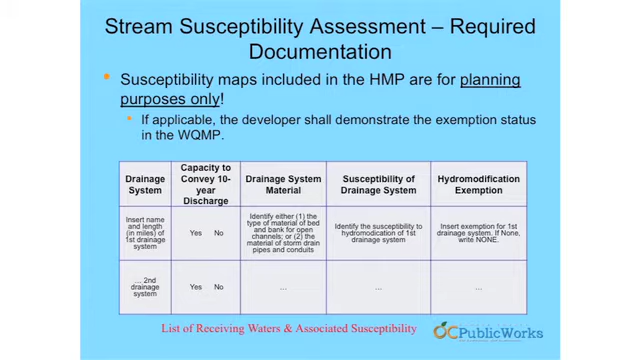 Stream Susceptibility Assessment – Required
Documentation
• Susceptibility maps included in the HMP are for planning
purposes only!
• If applicable, the developer shall demonstrate the exemption status
in the WQMP.
Drainage
System
Capacity to
Convey 10-
year
Discharge
Drainage System
Material
Susceptibility of
Drainage System
Hydromodification
Exemption
Insert name
and length
(in miles) of
1st drainage
system
Yes No
Identify either (1) the
type of material of bed
and bank for open
channels; or (2) the
material of storm drain
pipes and conduits
Identify the susceptibility to
hydromodication of 1st
drainage system
Insert exemption for 1st
drainage system. If None,
write NONE.
... 2nd
drainage
system
Yes No
...
...
...
List of Receiving Waters & Associated Susceptibility
OCPublicWorks